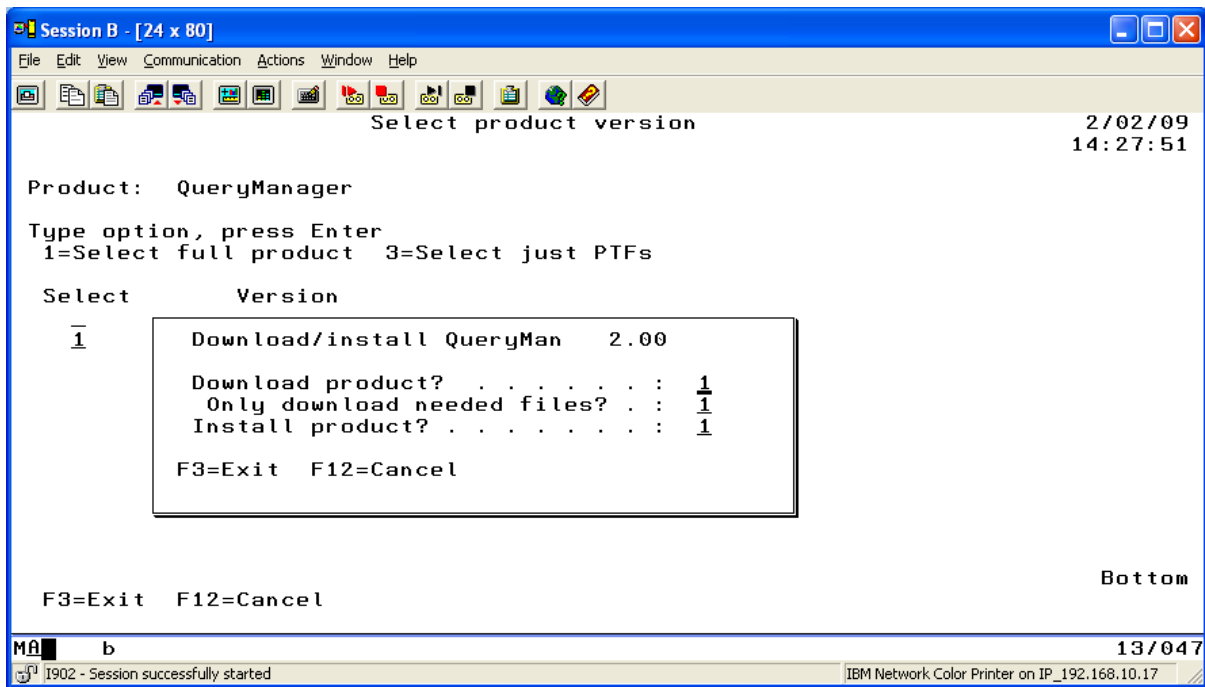 Session B - [24 x 80]
File Edit View Communication Actions Window Help
Select product version 2/02/09
14:27:51
Product: QueryManager
Type option, press Enter
1=Select full product 3=Select just PTFs
Select Version
1 Download/install QueryMan 2.00
Download product? . . . . . . : 1
Only download needed files? . : 1
Install product? . . . . . . . : 1
F3=Exit F12=Cancel
Bottom
F3=Exit F12=Cancel
MA b 13/047
I902 - Session successfully started IBM Network Color Printer on IP_192.168.10.17